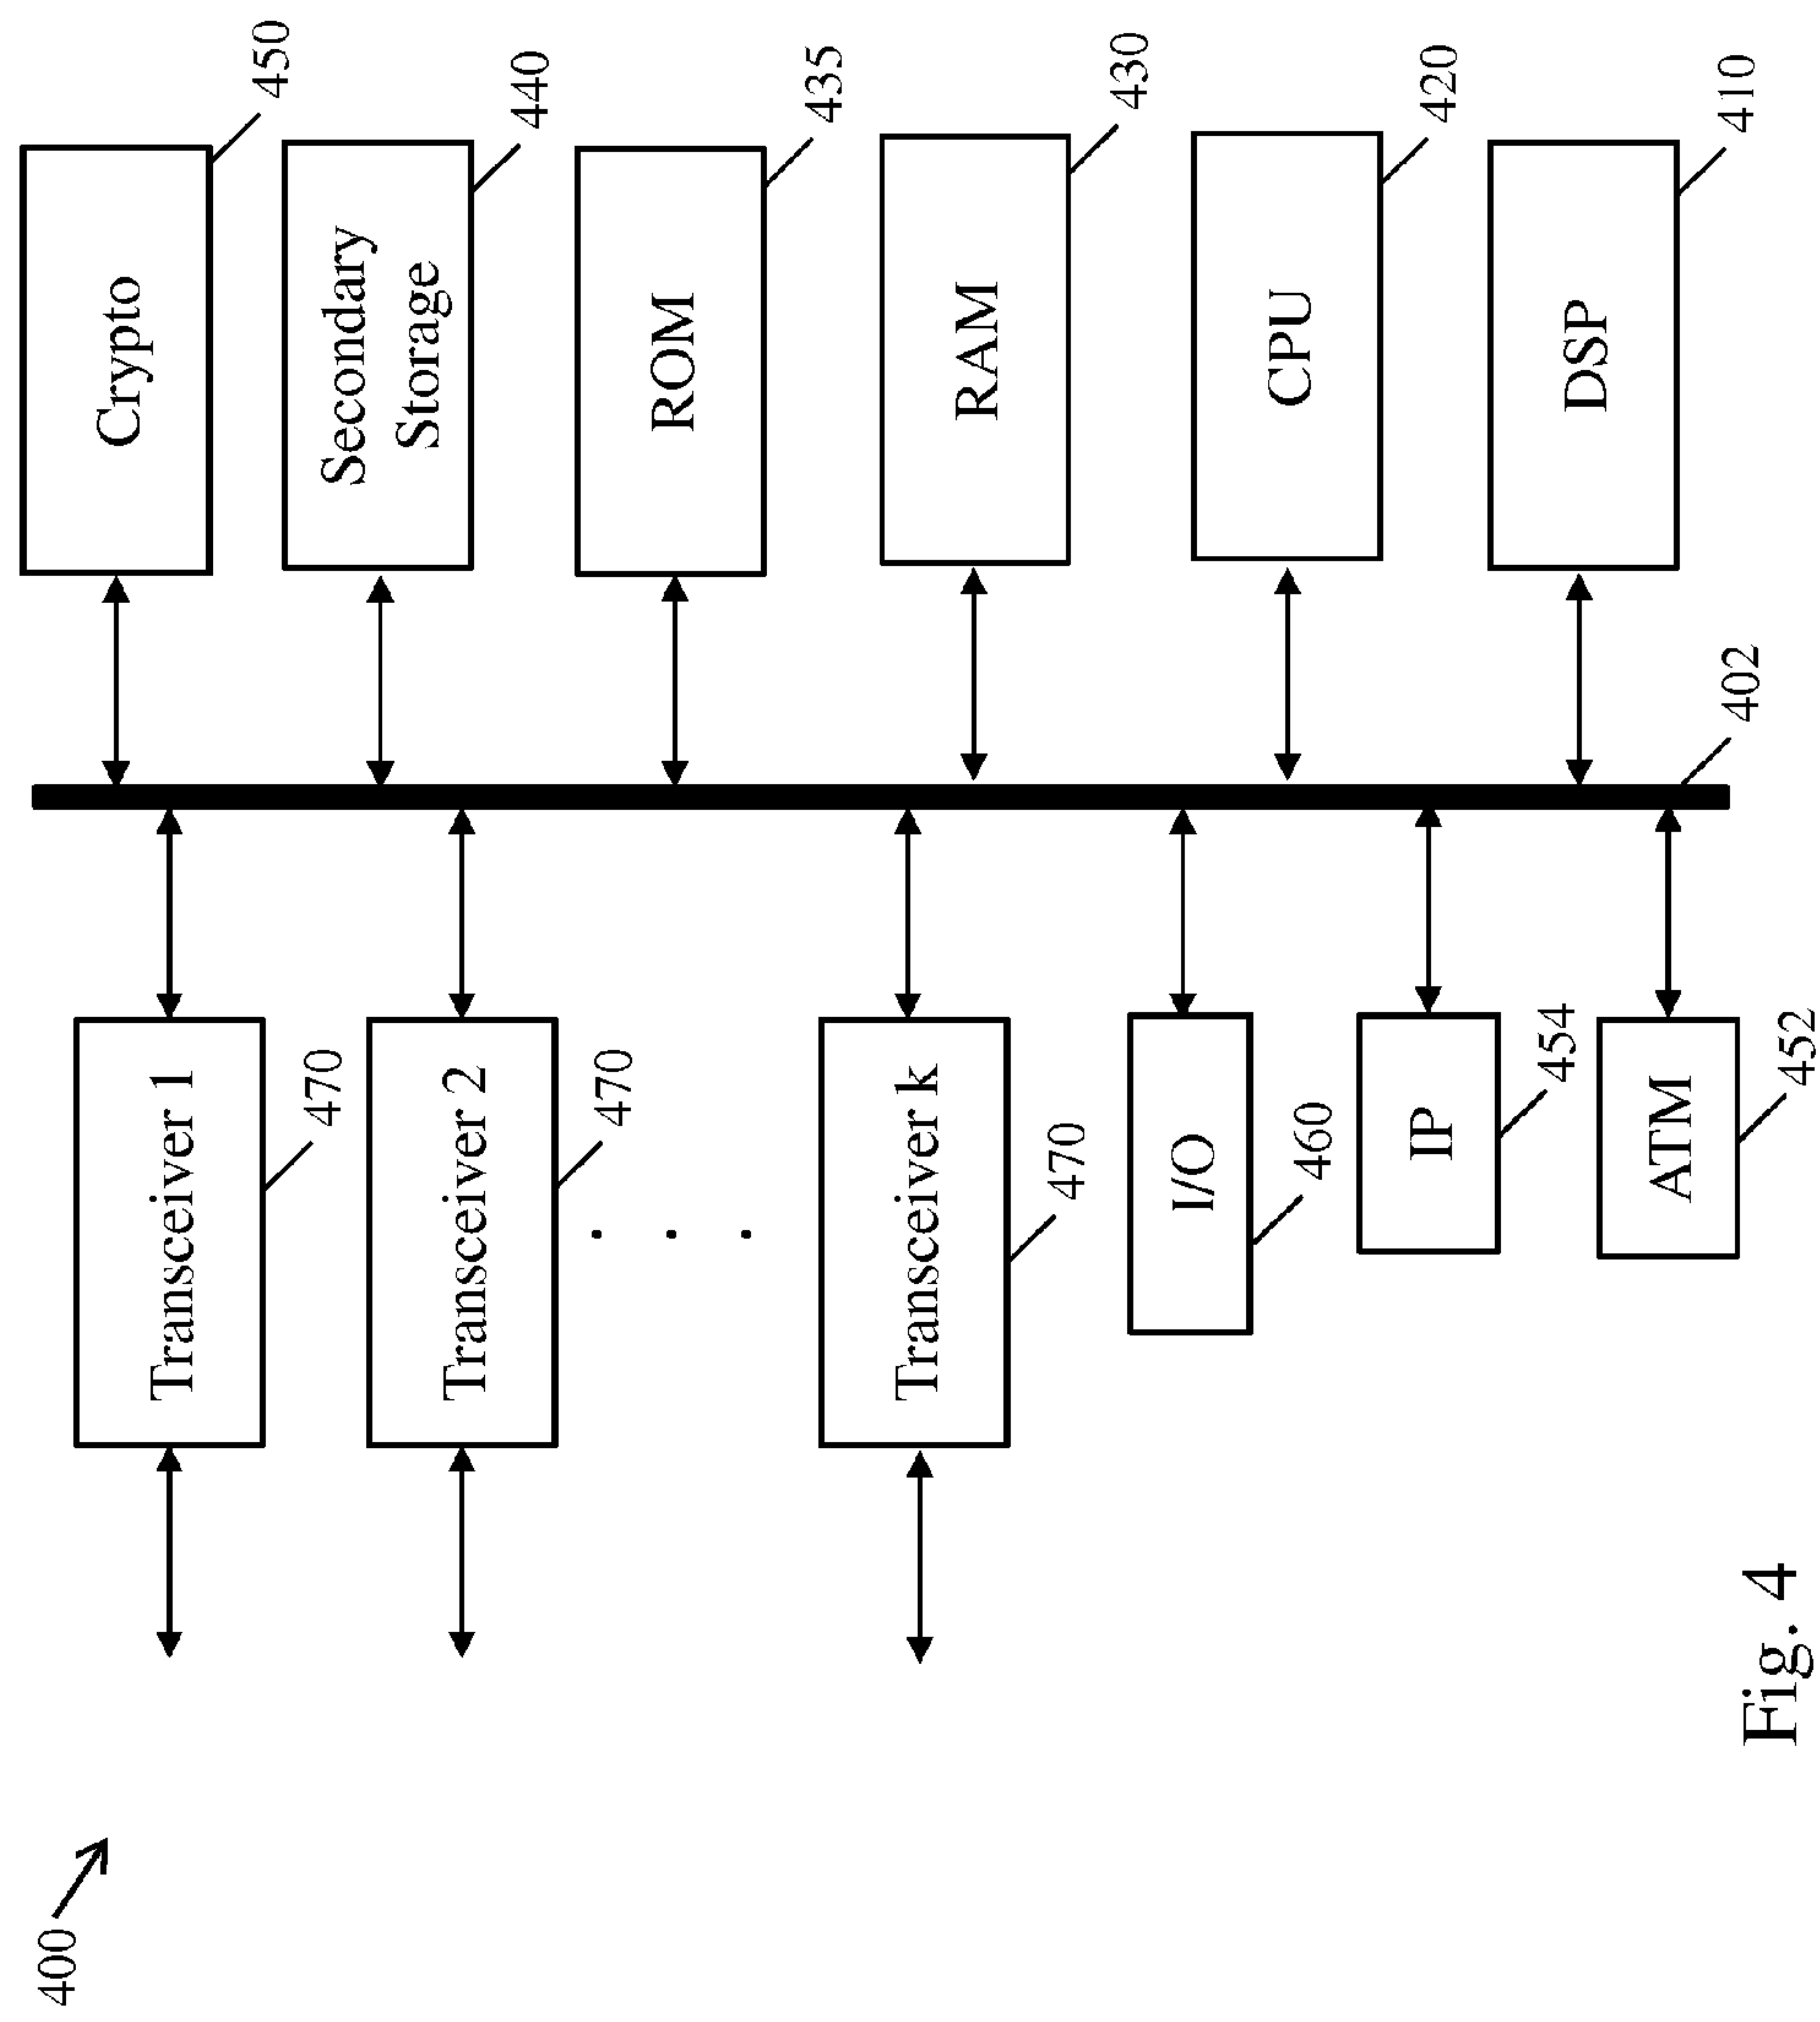 400
Transceiver 1
470
Crypto
450
Transceiver 2
470
Secondary
Storage
440
. . .
ROM
435
Transceiver k
470
RAM
430
I/O
460
CPU
420
IP
454
DSP
410
ATM
452
402
Fig. 4